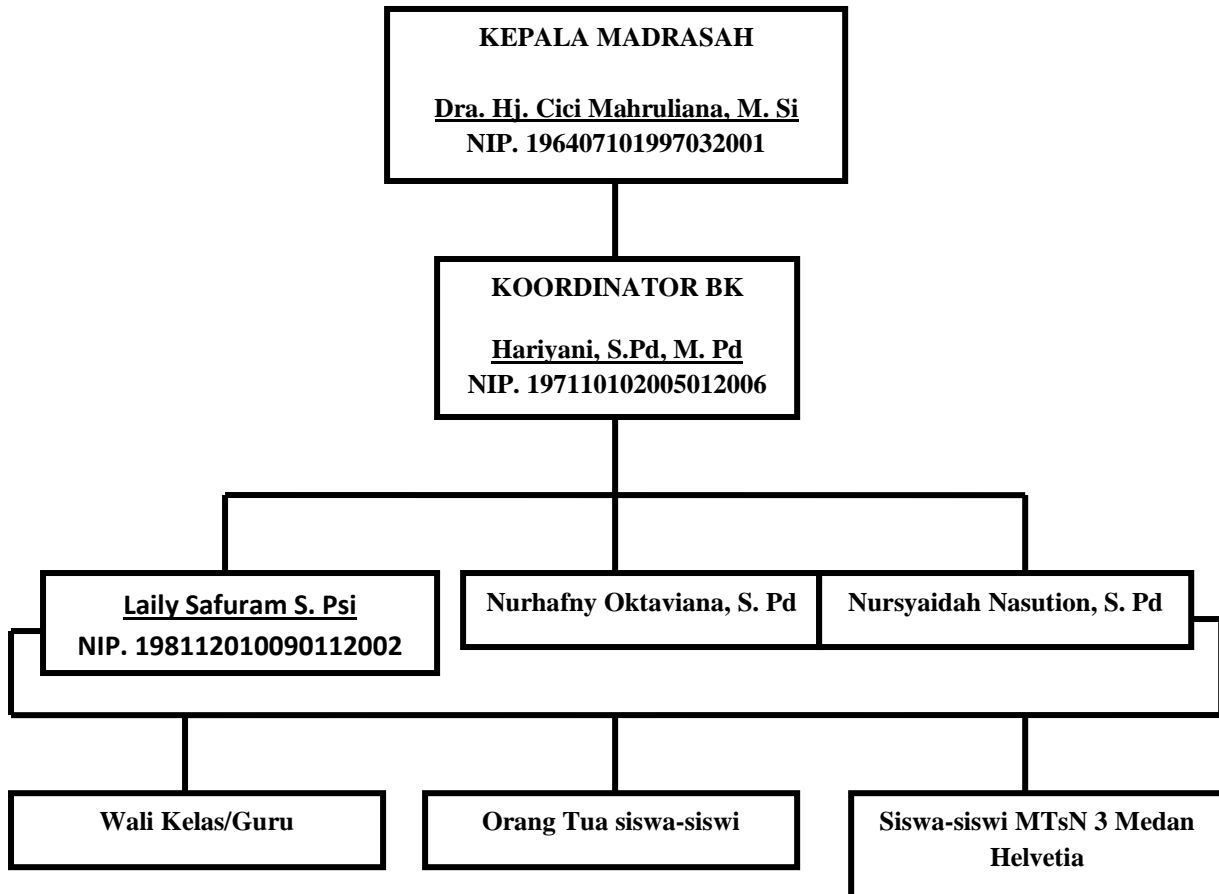 KEPALA MADRASAH
Dra. Hj. Cici Mahruliana, M. Si
NIP. 196407101997032001
KOORDINATOR BK
Hariyani, S.Pd, M. Pd
NIP. 197110102005012006
Laily Safuram S. Psi
NIP. 198112010090112002
Nurhafny Oktaviana, S. Pd
Nursyaidah Nasution, S. Pd
Wali Kelas/Guru
Orang Tua siswa-siswi
Siswa-siswi MTsN 3 Medan
Helvetia